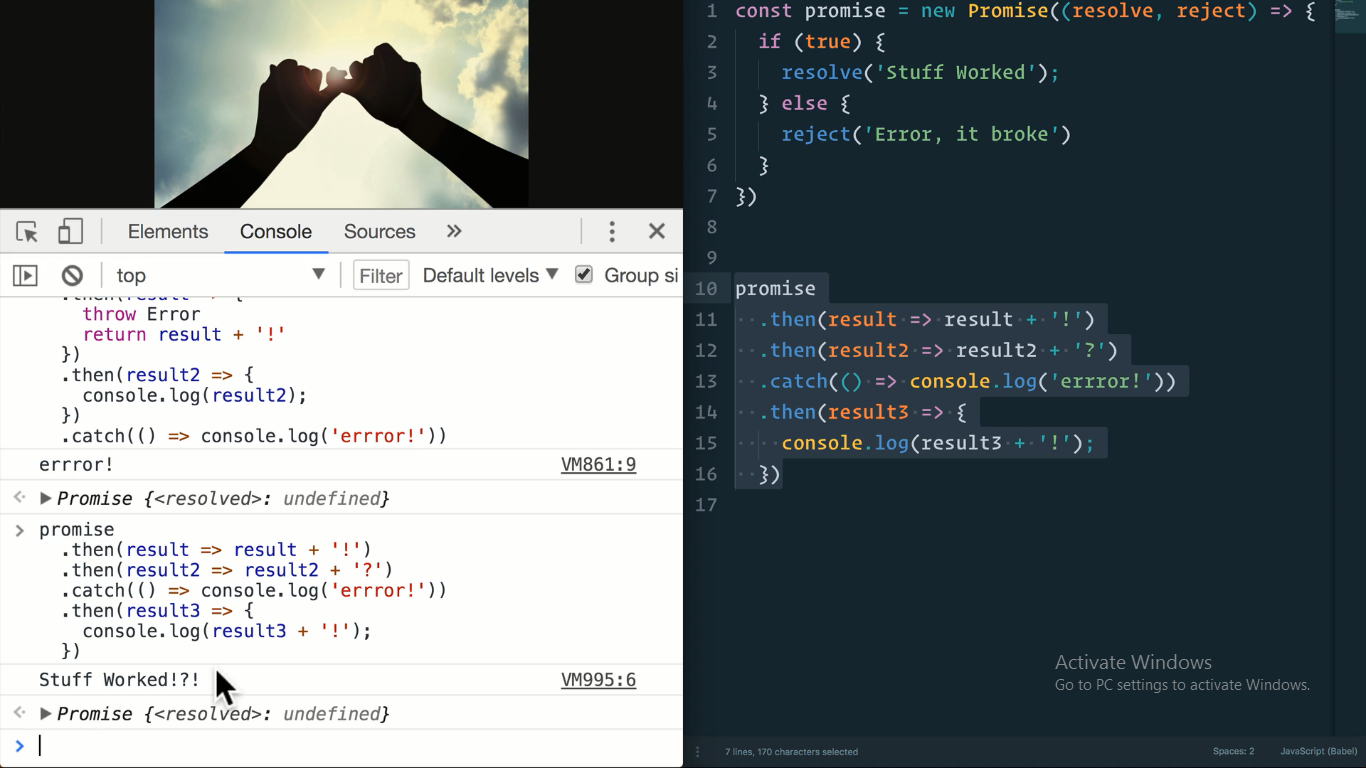 Elements Console Sources »
top Filter Default levels Group si
.then(result => {
throw Error
return result + '!'
})
.then(result2 => {
console.log(result2);
})
.catch(() => console.log('errror!'))
errror! VM861:9
Promise {<resolved>: undefined}
> promise
.then(result => result + '!')
.then(result2 => result2 + '?')
.catch(() => console.log('errror!'))
.then(result3 => {
console.log(result3 + '!');
})
Stuff Worked!?! VM995:6
Promise {<resolved>: undefined}
>
1 const promise = new Promise((resolve, reject) => {
2 if (true) {
3 resolve('Stuff Worked');
4 } else {
5 reject('Error, it broke')
6 }
7 })
8
9
10 promise
11 .then(result => result + '!')
12 .then(result2 => result2 + '?')
13 .catch(() => console.log('errror!'))
14 .then(result3 => {
15 console.log(result3 + '!');
16 })
17
Activate Windows
Go to PC settings to activate Windows.
7 lines, 170 characters selected Spaces: 2 JavaScript (Babel)